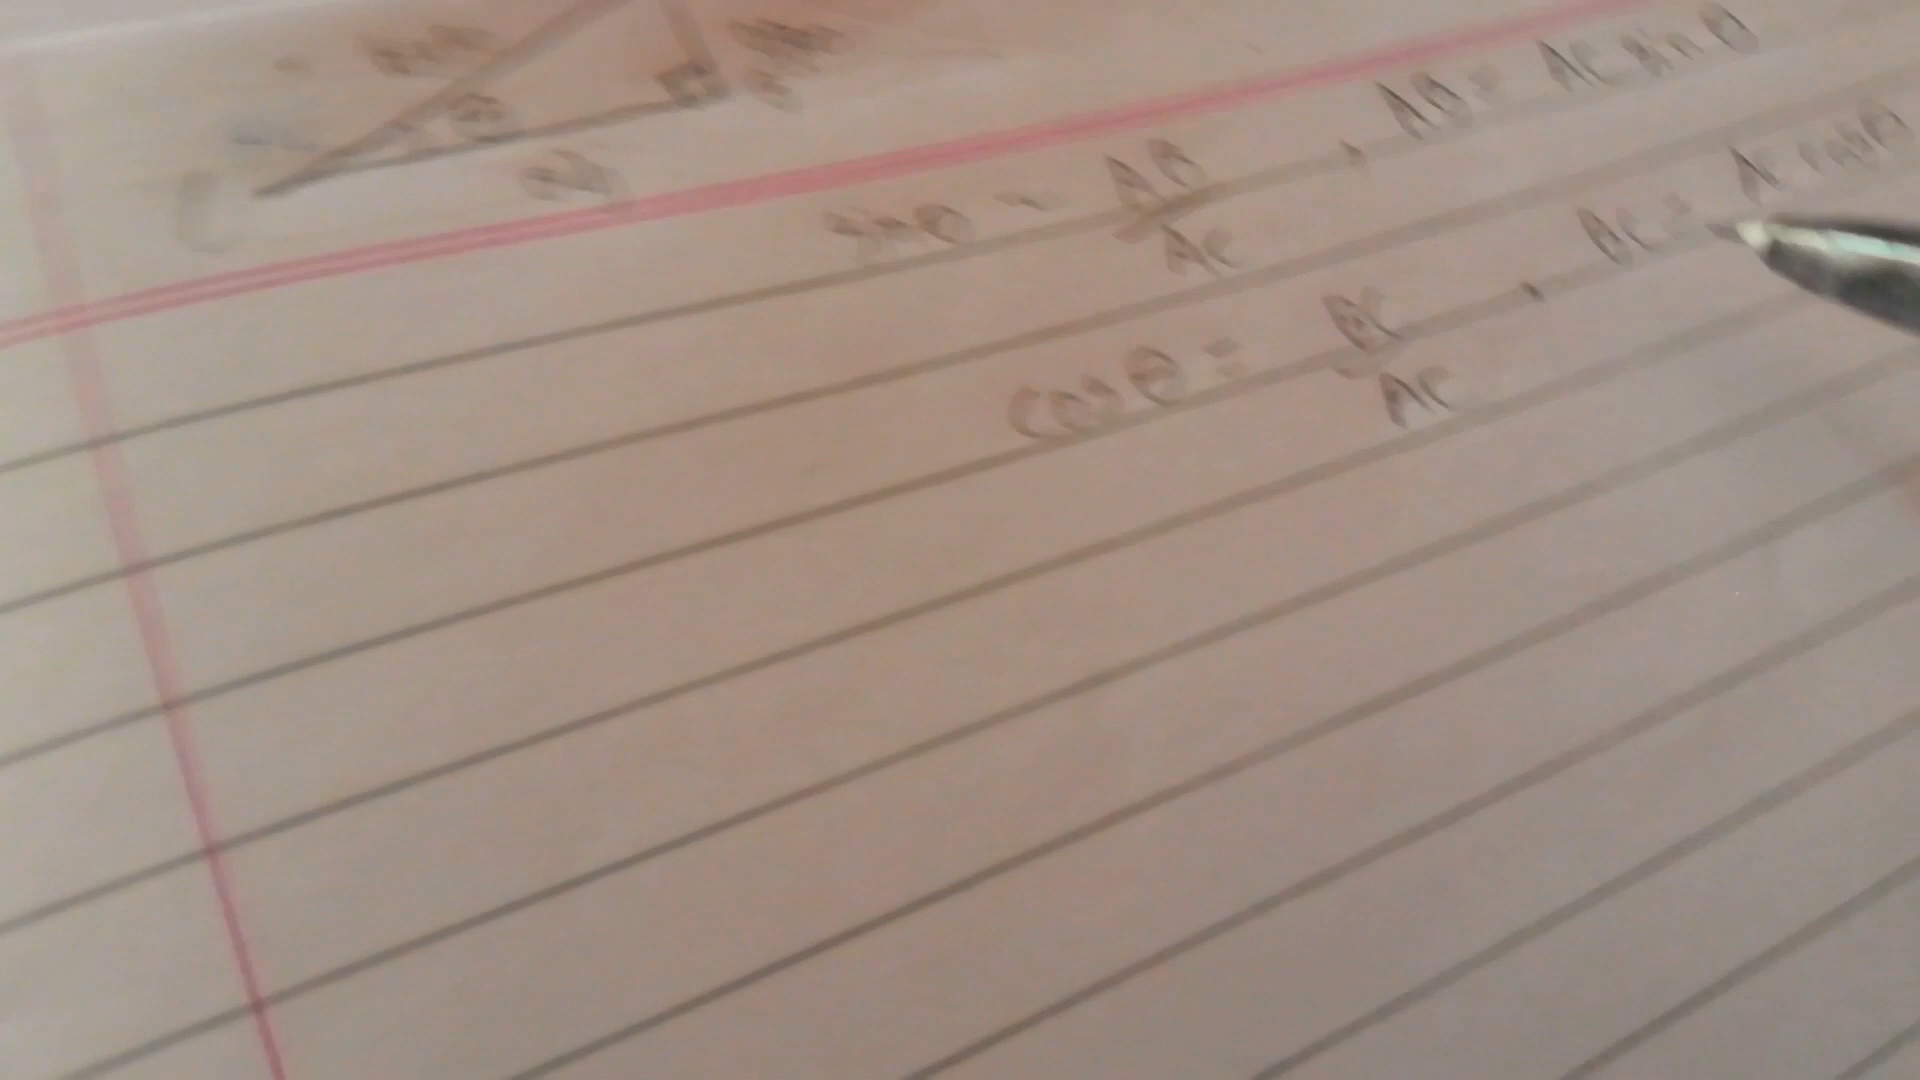 C
θ
B
sin θ = AB / AC , AB = AC sin θ
cos θ = BC / AC , BC = AC cos θ